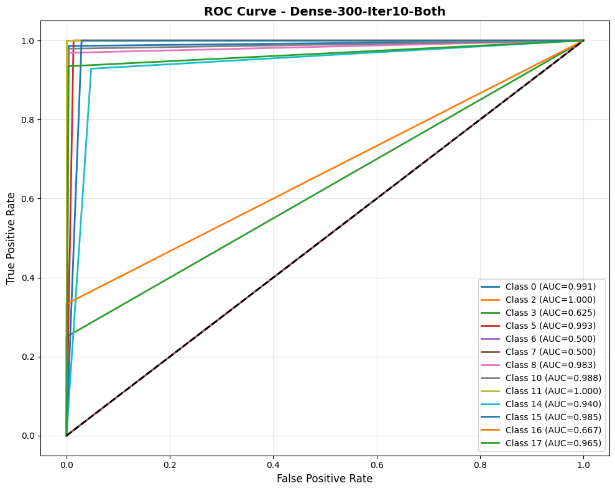 ROC Curve - Dense-300-Iter10-Both
True Positive Rate
1.0
0.8
0.6
0.4
0.2
0.0
Class 0 (AUC=0.991)
Class 2 (AUC=1.000)
Class 3 (AUC=0.625)
Class 5 (AUC=0.993)
Class 6 (AUC=0.500)
Class 7 (AUC=0.500)
Class 8 (AUC=0.983)
Class 10 (AUC=0.988)
Class 11 (AUC=1.000)
Class 14 (AUC=0.940)
Class 15 (AUC=0.985)
Class 16 (AUC=0.667)
Class 17 (AUC=0.965)
0.0 0.2 0.4 0.6 0.8 1.0
False Positive Rate